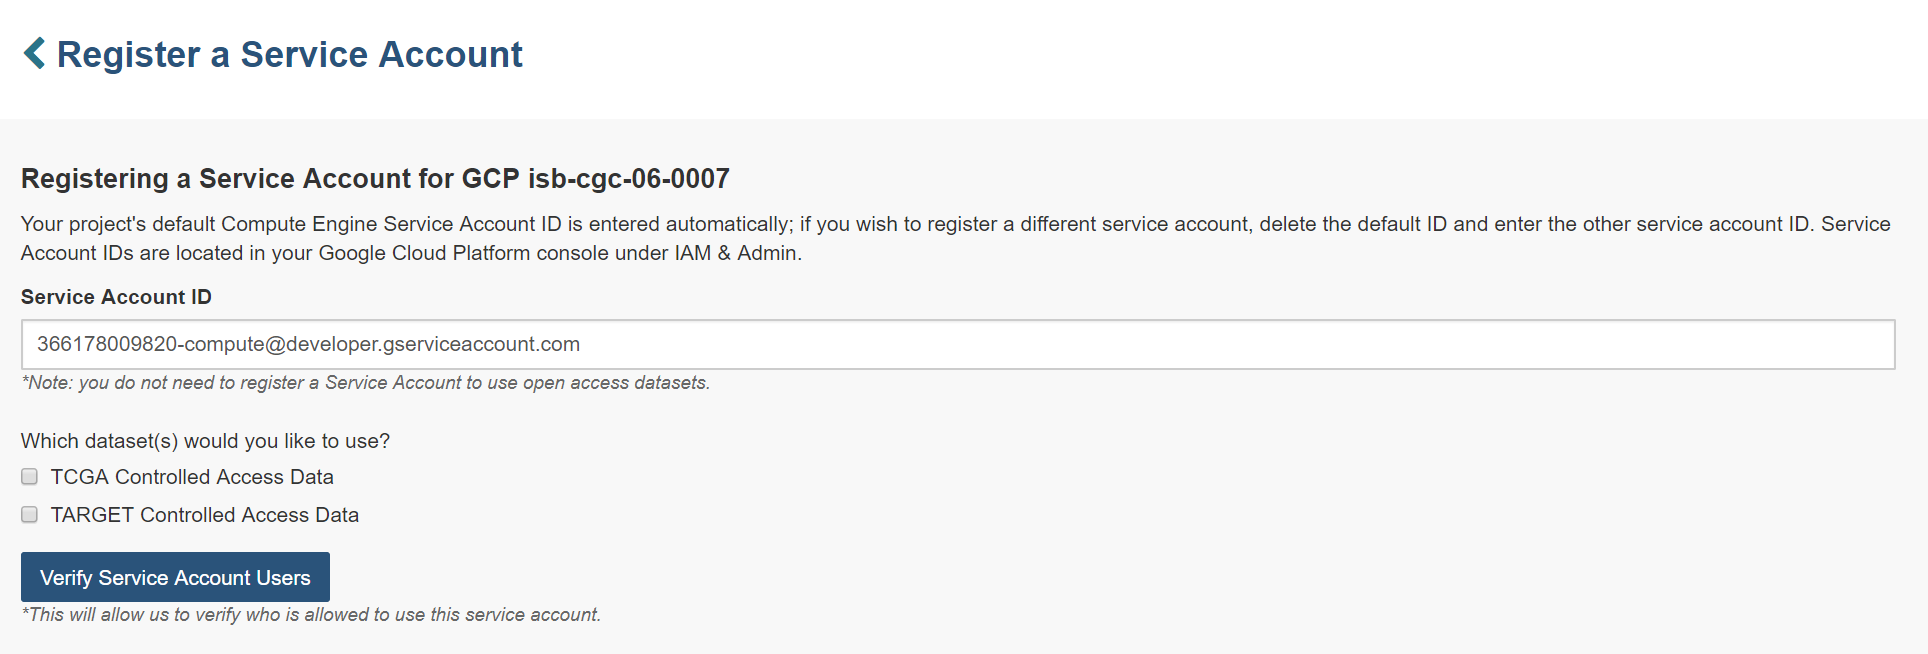 Register a Service Account
Registering a Service Account for GCP isb-cgc-06-0007
Your project's default Compute Engine Service Account ID is entered automatically; if you wish to register a different service account, delete the default ID and enter the other service account ID. Service
Account IDs are located in your Google Cloud Platform console under IAM & Admin.
Service Account ID
366178009820-compute@developer.gserviceaccount.com
*Note: you do not need to register a Service Account to use open access datasets.
Which dataset(s) would you like to use?
TCGA Controlled Access Data
TARGET Controlled Access Data
Verify Service Account Users
*This will allow us to verify who is allowed to use this service account.